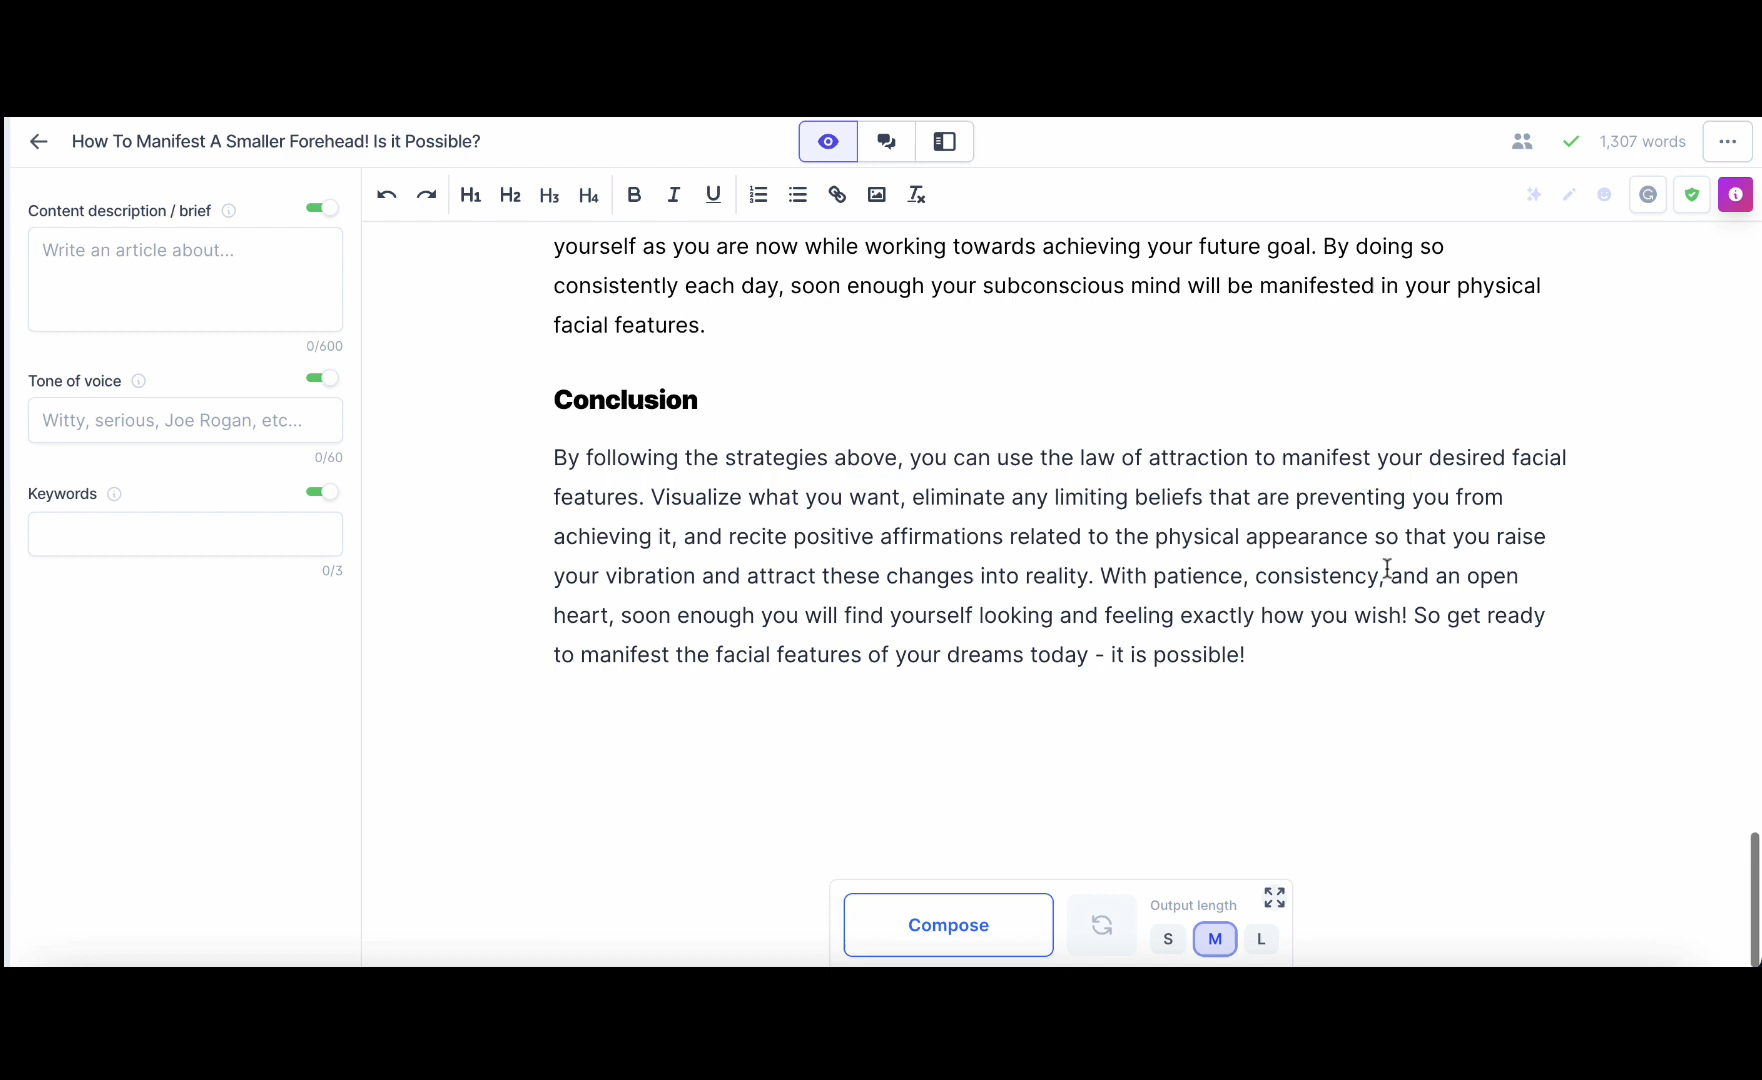 How To Manifest A Smaller Forehead! Is it Possible?
1,307 words
H1 H2 H3 H4 B I U
Content description / brief
Write an article about...
0/600
Tone of voice
Witty, serious, Joe Rogan, etc...
0/60
Keywords
0/3
yourself as you are now while working towards achieving your future goal. By doing so
consistently each day, soon enough your subconscious mind will be manifested in your physical
facial features.
Conclusion
By following the strategies above, you can use the law of attraction to manifest your desired facial
features. Visualize what you want, eliminate any limiting beliefs that are preventing you from
achieving it, and recite positive affirmations related to the physical appearance so that you raise
your vibration and attract these changes into reality. With patience, consistency, and an open
heart, soon enough you will find yourself looking and feeling exactly how you wish! So get ready
to manifest the facial features of your dreams today - it is possible!
Compose
Output length
S M L